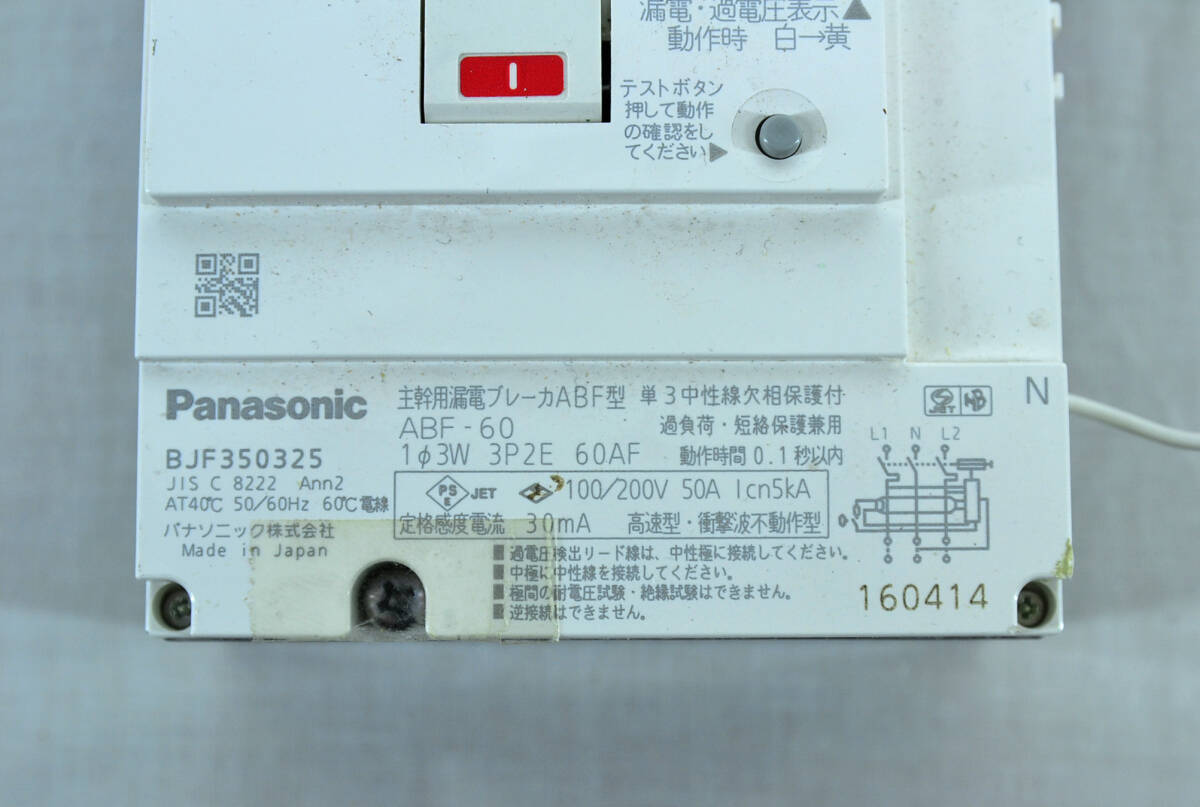 漏電・過電圧表示▲
動作時 白→黄
テストボタン
押して動作
の確認をし
てください▶
Panasonic
主幹用漏電ブレーカABF型 単3中性線欠相保護付
ABF-60 過負荷・短絡保護兼用
BJF350325
1φ3W 3P2E 60AF 動作時間0.1秒以内
JIS C 8222 Ann2
AT40℃ 50/60Hz 60℃電線
PS E JET 100/200V 50A Icn5kA
定格感度電流 30mA 高速型・衝撃波不動作型
パナソニック株式会社
Made in Japan
■過電圧検出リード線は、中性極に接続してください。
■中極に中性線を接続してください。
■極間の耐電圧試験・絶縁試験はできません。
■逆接続はできません。
JET
N
L1 N L2
160414